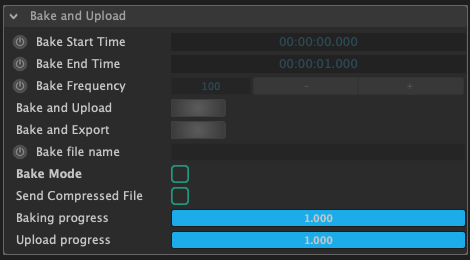 Bake and Upload
Bake Start Time 00:00:00.000
Bake End Time 00:00:01.000
Bake Frequency 100 - +
Bake and Upload
Bake and Export
Bake file name
Bake Mode
Send Compressed File
Baking progress 1.000
Upload progress 1.000